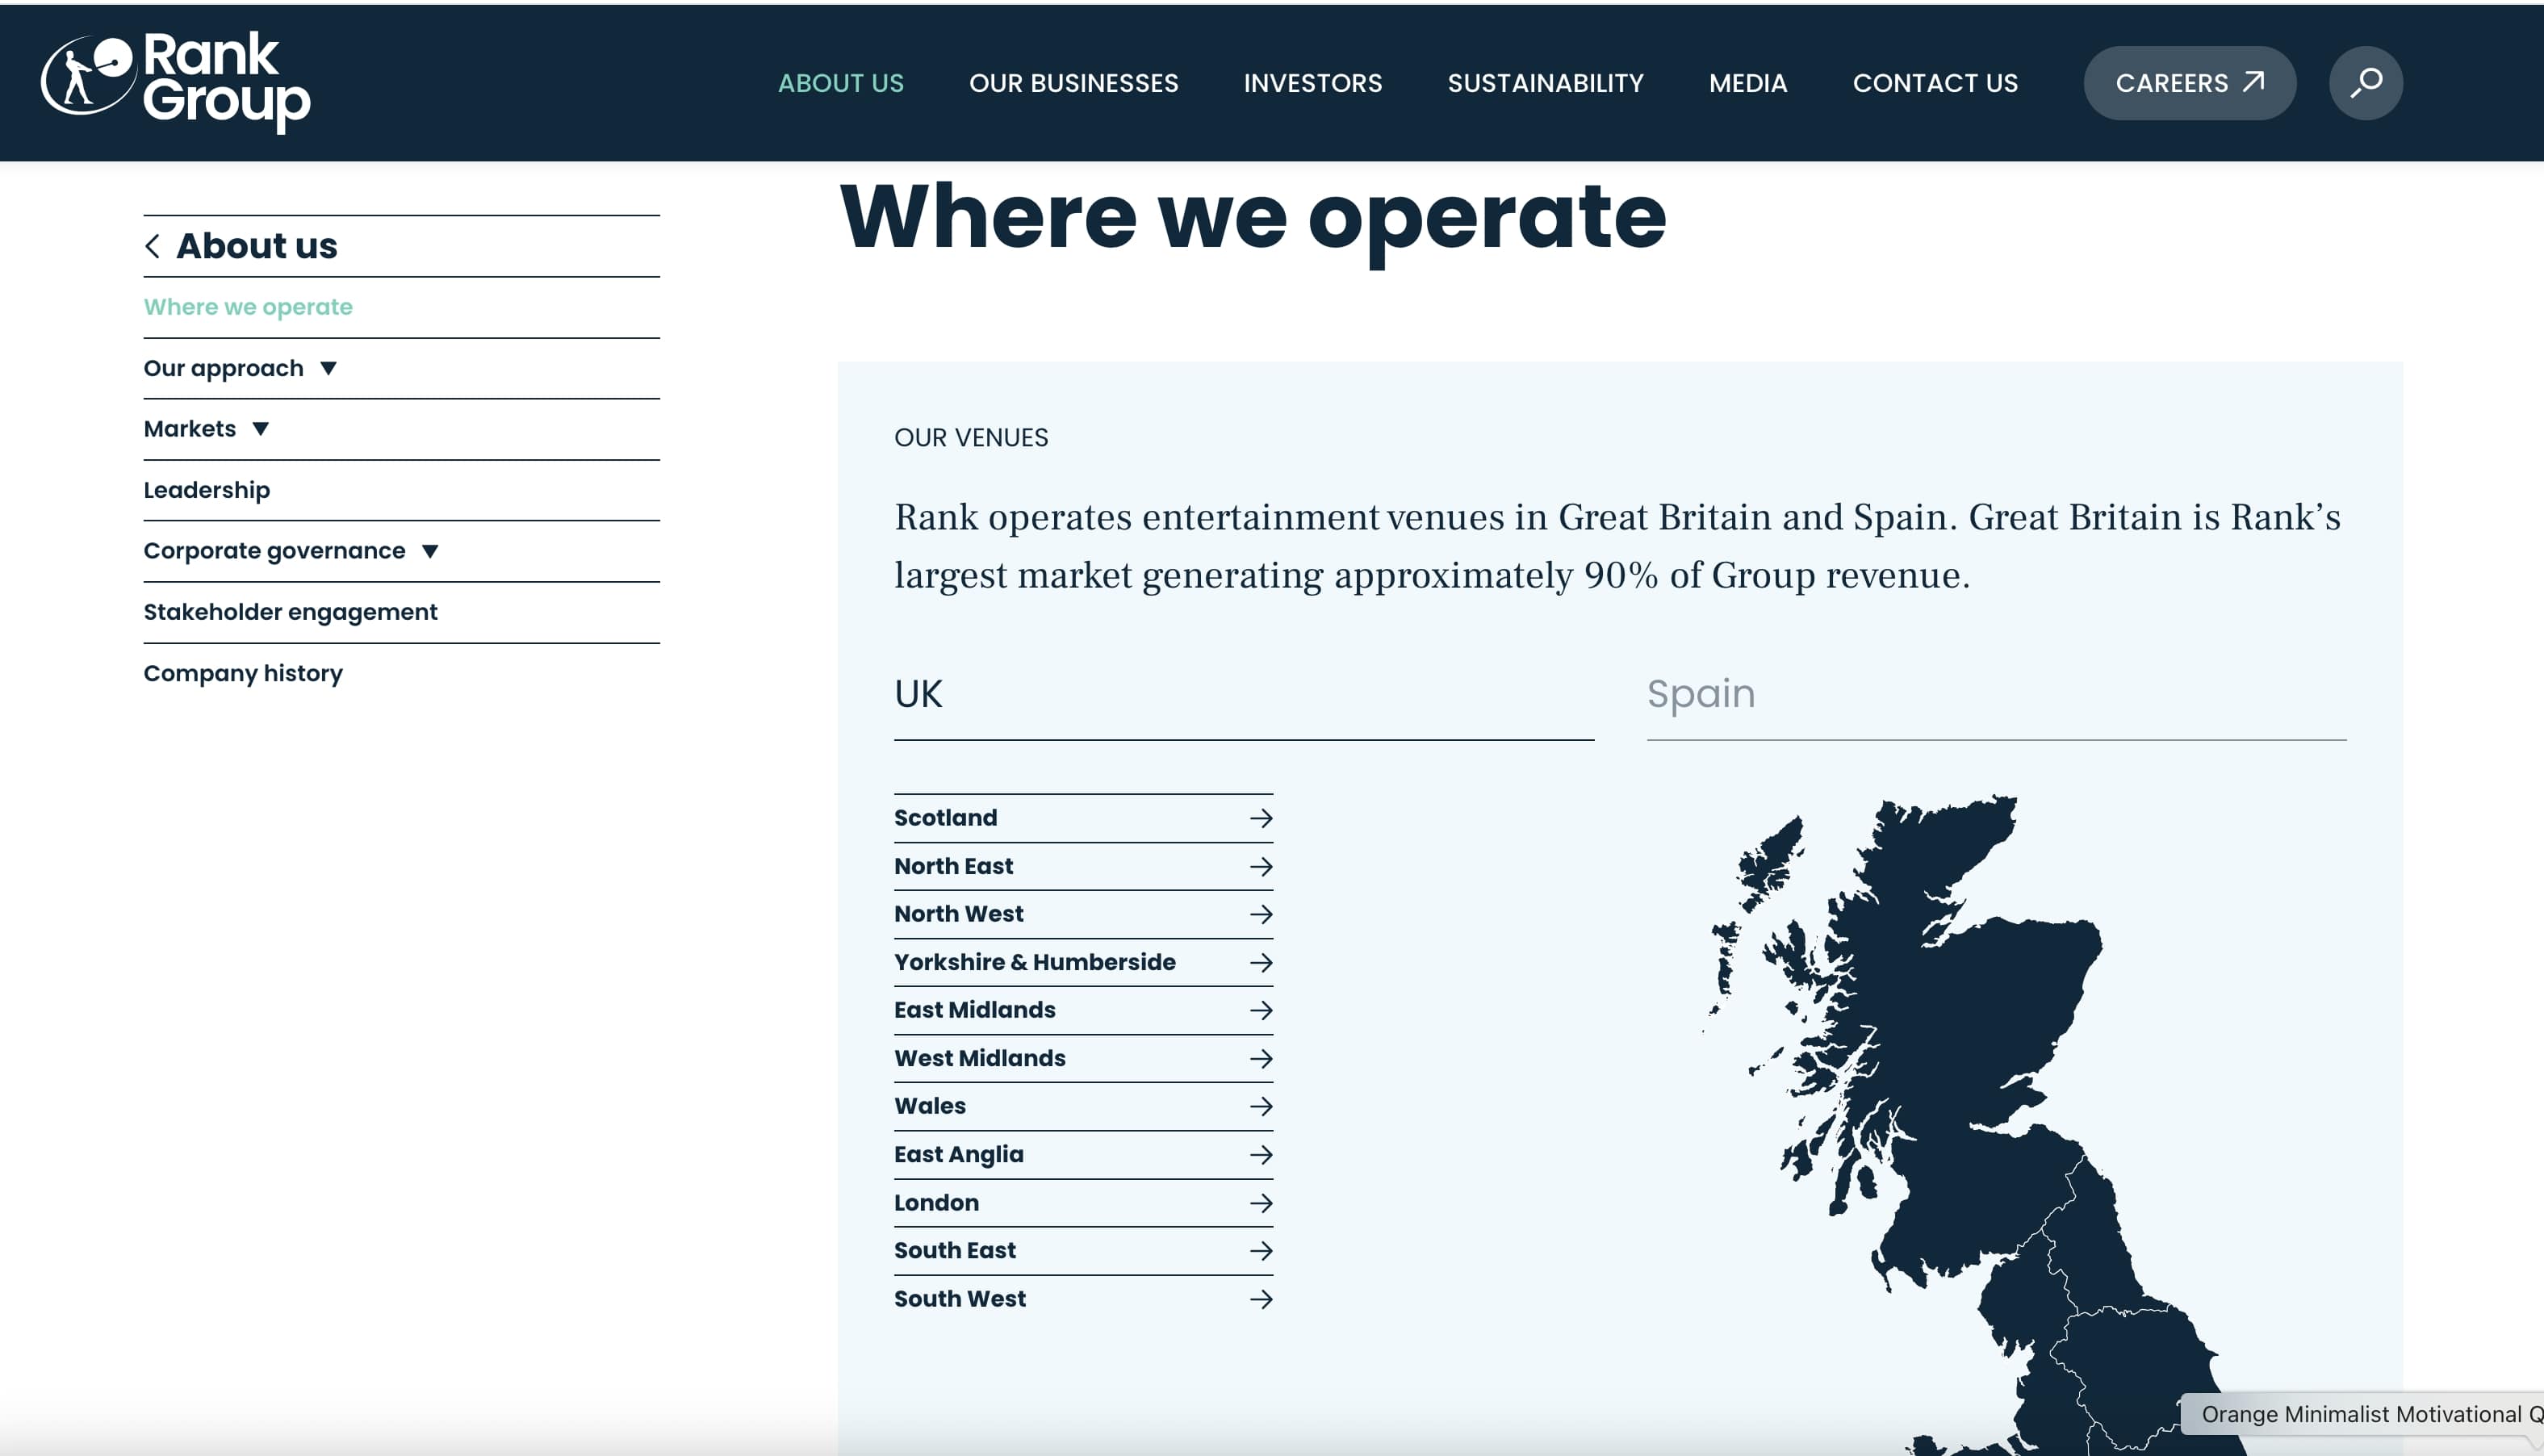 Rank
Group
ABOUT US
OUR BUSINESSES
INVESTORS
SUSTAINABILITY
MEDIA
CONTACT US
CAREERS
About us
Where we operate
Our approach
Markets
Leadership
Corporate governance
Stakeholder engagement
Company history
Where we operate
OUR VENUES
Rank operates entertainment venues in Great Britain and Spain. Great Britain is Rank’s
largest market generating approximately 90% of Group revenue.
UK
Spain
Scotland
North East
North West
Yorkshire & Humberside
East Midlands
West Midlands
Wales
East Anglia
London
South East
South West
Orange Minimalist Motivational Q